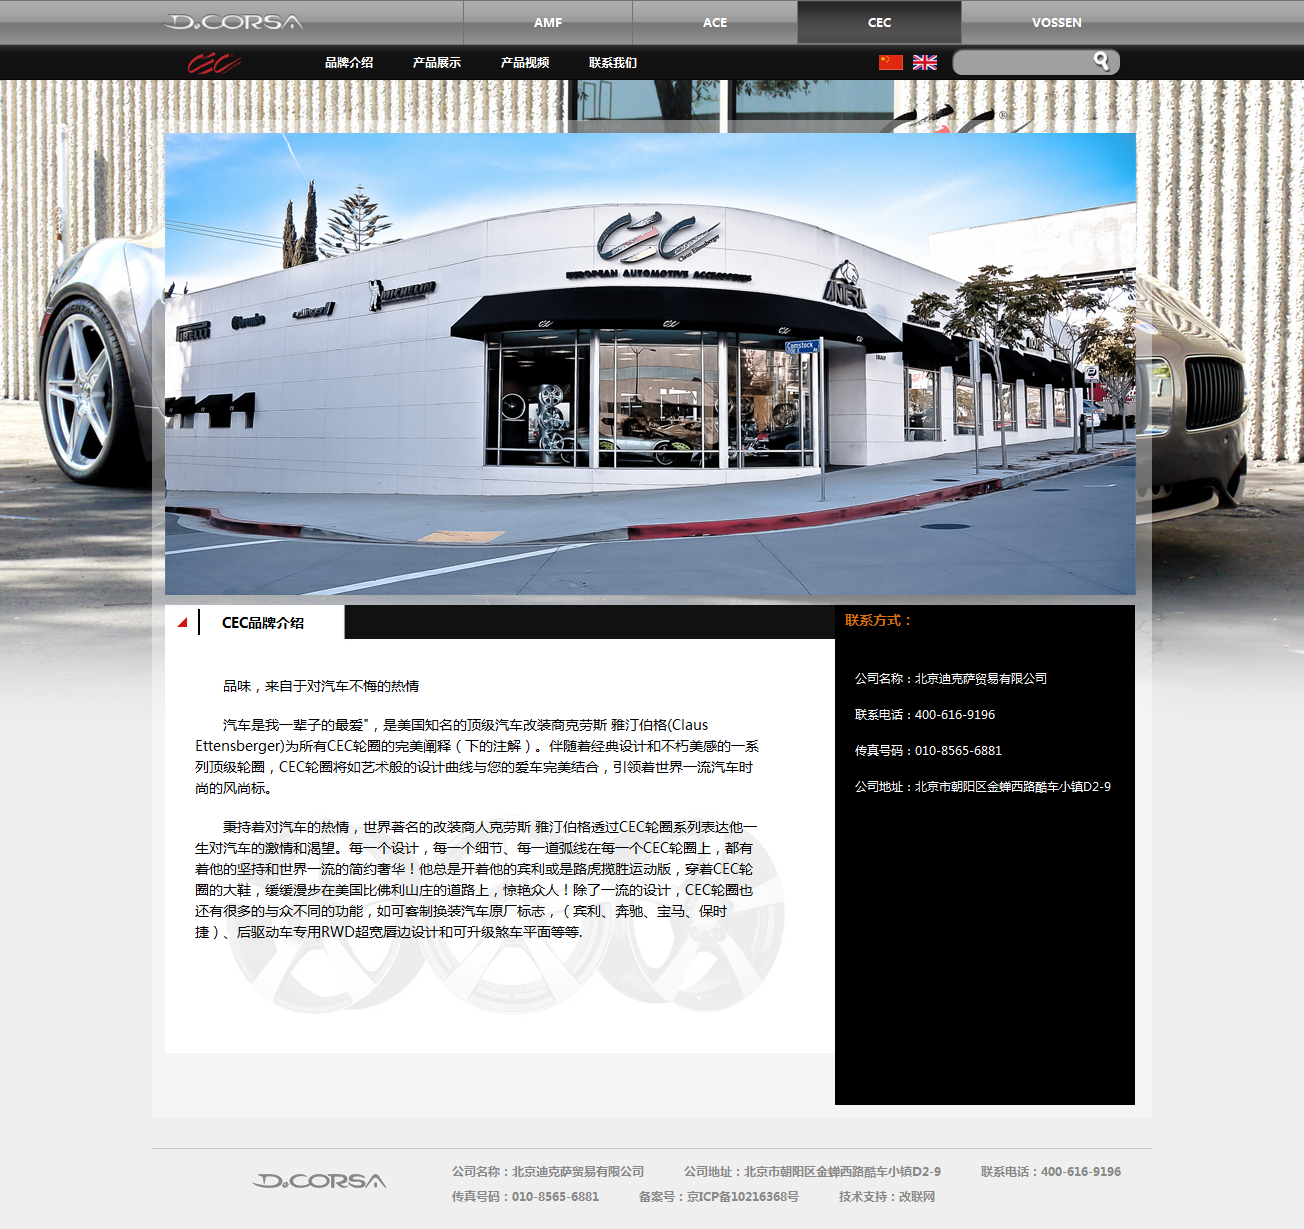 D.CORSA
AMF
ACE
CEC
VOSSEN
CEC
品牌介绍
产品展示
产品视频
联系我们
CEC
Claus Ettensberger
EUROPEAN AUTOMOTIVE ACCESSORIES
ANTERA
MICHELIN
PIRELLI
brembo
Comstock
CEC品牌介绍
品味，来自于对汽车不悔的热情
汽车是我一辈子的最爱"，是美国知名的顶级汽车改装商克劳斯 雅汀伯格(Claus
Ettensberger)为所有CEC轮圈的完美阐释（下的注解）。伴随着经典设计和不朽美感的一系
列顶级轮圈，CEC轮圈将如艺术般的设计曲线与您的爱车完美结合，引领着世界一流汽车时
尚的风尚标。
秉持着对汽车的热情，世界著名的改装商人克劳斯 雅汀伯格透过CEC轮圈系列表达他一
生对汽车的激情和渴望。每一个设计，每一个细节、每一道弧线在每一个CEC轮圈上，都有
着他的坚持和世界一流的简约奢华！他总是开着他的宾利或是路虎揽胜运动版，穿着CEC轮
圈的大鞋，缓缓漫步在美国比佛利山庄的道路上，惊艳众人！除了一流的设计，CEC轮圈也
还有很多的与众不同的功能，如可客制换装汽车原厂标志，（宾利、奔驰、宝马、保时
捷）、后驱动车专用RWD超宽唇边设计和可升级煞车平面等等.
联系方式：
公司名称：北京迪克萨贸易有限公司
联系电话：400-616-9196
传真号码：010-8565-6881
公司地址：北京市朝阳区金蝉西路酷车小镇D2-9
D.CORSA
公司名称：北京迪克萨贸易有限公司
公司地址：北京市朝阳区金蝉西路酷车小镇D2-9
联系电话：400-616-9196
传真号码：010-8565-6881
备案号：京ICP备10216368号
技术支持：改联网